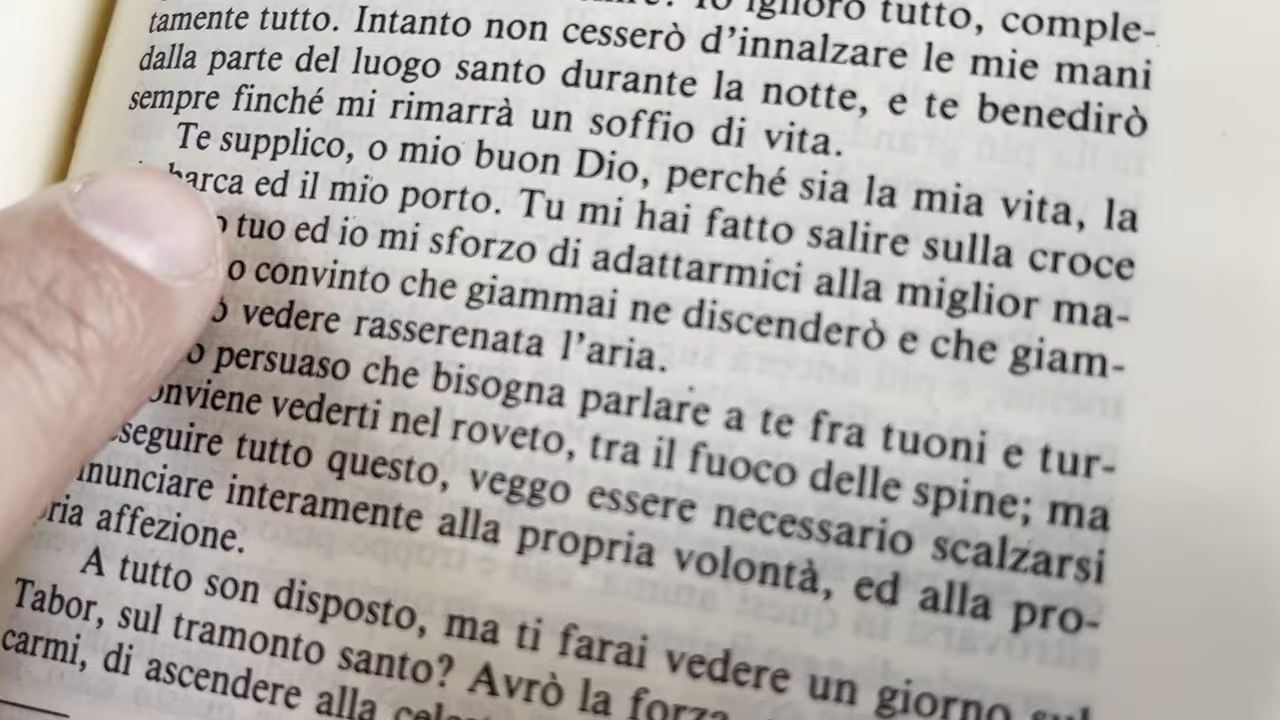 ignoro tutto, comple-
tamente tutto. Intanto non cesserò d'innalzare le mie mani
dalla parte del luogo santo durante la notte, e te benedirò
sempre finché mi rimarrà un soffio di vita.
Te supplico, o mio buon Dio, perché sia la mia vita, la
barca ed il mio porto. Tu mi hai fatto salire sulla croce
tuo ed io mi sforzo di adattarmici alla miglior ma-
convinto che giammai ne discenderò e che giam-
vedere rasserenata l'aria.
persuaso che bisogna parlare a te fra tuoni e tur-
vederti nel roveto, tra il fuoco delle spine; ma
tutto questo, veggo essere necessario scalzarsi
interamente alla propria volontà, ed alla pro-
affezione.
A tutto son disposto, ma ti farai vedere un giorno sul
Tabor, sul tramonto santo? Avrò la forza
carmi, di ascendere alla